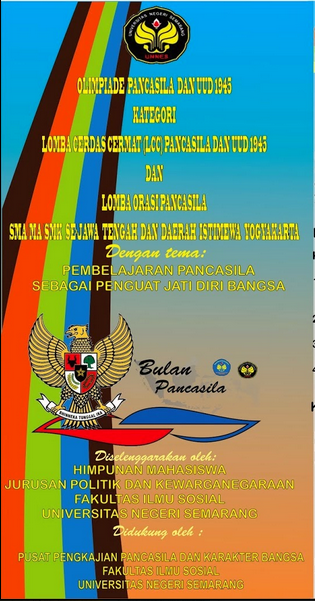 UNIVERSITAS NEGERI SEMARANG
UNNES
OLIMPIADE PANCASILA DAN UUD 1945
KATEGORI
LOMBA CERDAS CERMAT (LCC) PANCASILA DAN UUD 1945
DAN
LOMBA ORASI PANCASILA
SMA MA SMK SEJAWA TENGAH DAN DAERAH ISTIMEWA YOGYAKARTA
Dengan tema:
PEMBELAJARAN PANCASILA
SEBAGAI PENGUAT JATI DIRI BANGSA
Bulan
Pancasila
BHINNEKA TUNGGAL IKA
Diselenggarakan oleh:
HIMPUNAN MAHASISWA
JURUSAN POLITIK DAN KEWARGANEGARAAN
FAKULTAS ILMU SOSIAL
UNIVERSITAS NEGERI SEMARANG
Didukung oleh :
PUSAT PENGKAJIAN PANCASILA DAN KARAKTER BANGSA
FAKULTAS ILMU SOSIAL
UNIVERSITAS NEGERI SEMARANG